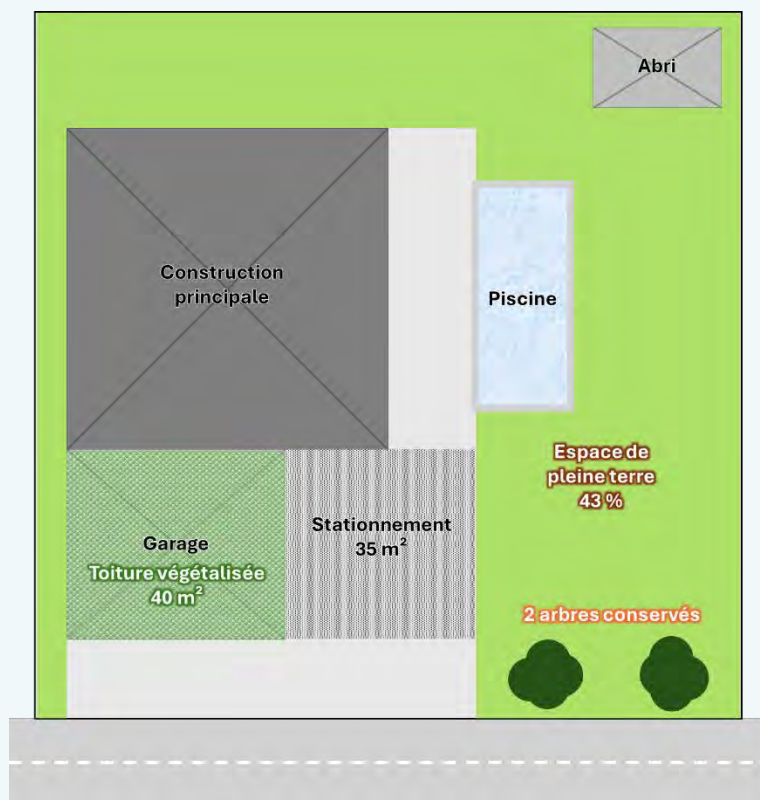 Abri
Construction
principale
Piscine
Espace de
pleine terre
43 %
Stationnement
35 m²
Garage
Toiture végétalisée
40 m²
2 arbres conservés